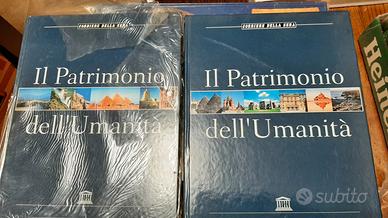 CORRIERE DELLA SERA
Il Patrimonio
dell'Umanità
CORRIERE DELLA SERA
Il Patrimonio
dell'Umanità
subito